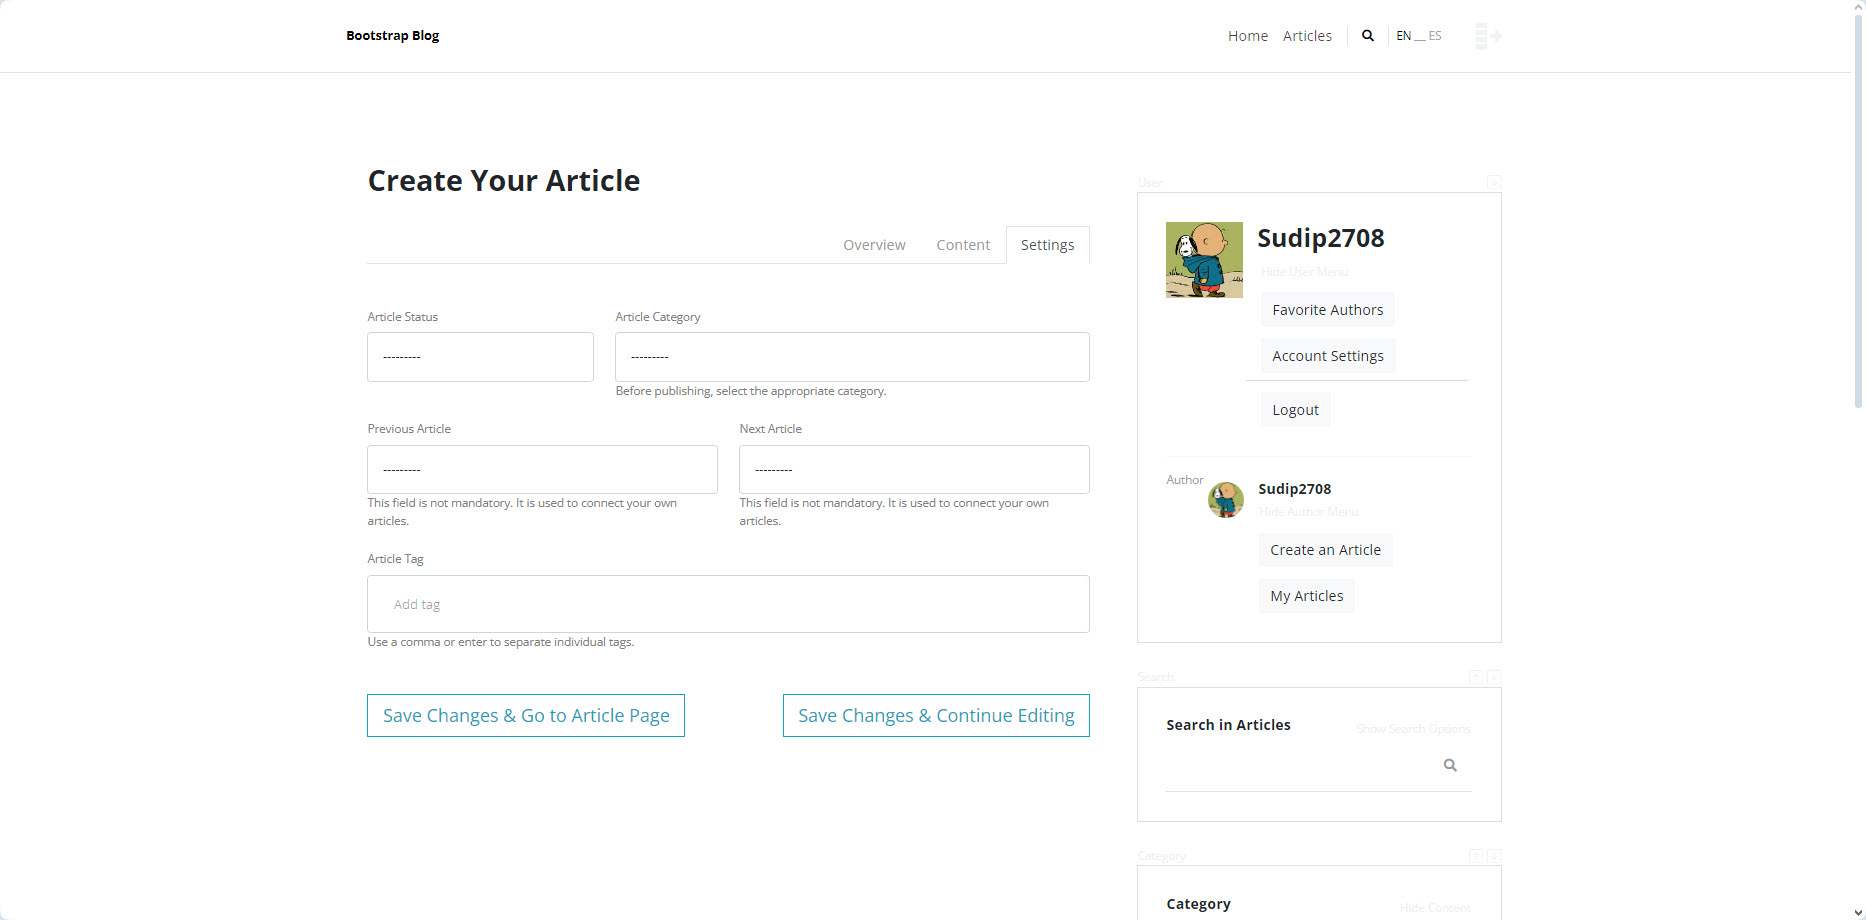 Bootstrap Blog
Home Articles EN __ ES
Create Your Article
Overview Content Settings
Article Status
---------
Article Category
---------
Before publishing, select the appropriate category.
Previous Article
---------
This field is not mandatory. It is used to connect your own
articles.
Next Article
---------
This field is not mandatory. It is used to connect your own
articles.
Article Tag
Add tag
Use a comma or enter to separate individual tags.
Save Changes & Go to Article Page
Save Changes & Continue Editing
User
Sudip2708
Hide User Menu
Favorite Authors
Account Settings
Logout
Author
Sudip2708
Hide Author Menu
Create an Article
My Articles
Search
Search in Articles
Show Search Options
Category
Category
Hide Content